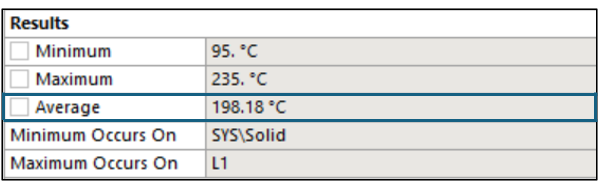 Results
Minimum 95. °C
Maximum 235. °C
Average 198.18 °C
Minimum Occurs On SYS\Solid
Maximum Occurs On L1